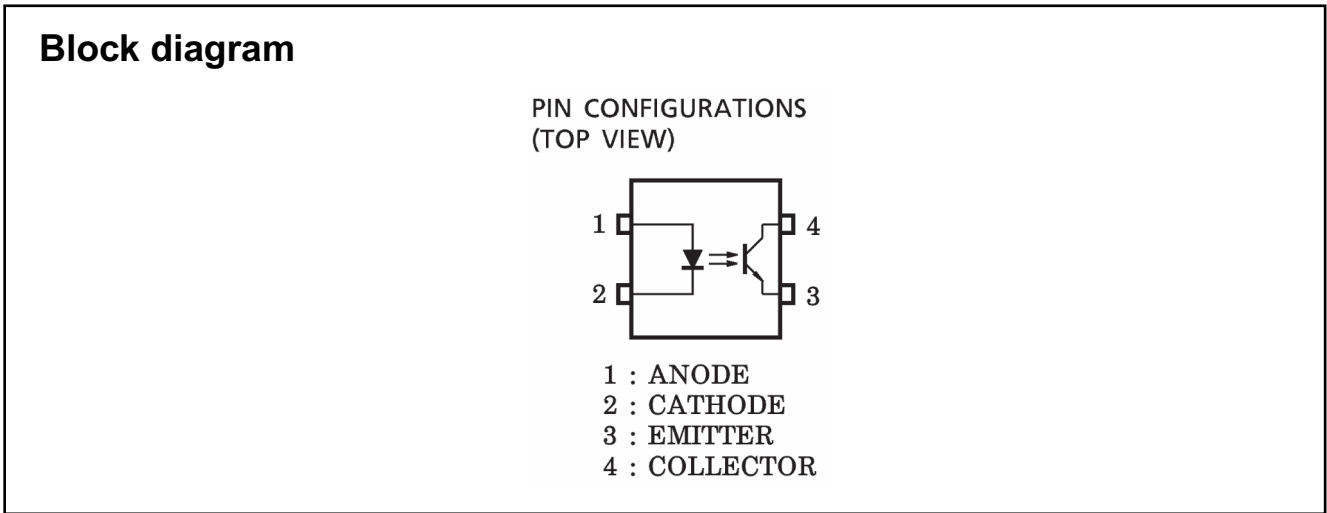 Block diagram
PIN CONFIGURATIONS
(TOP VIEW)
1
4
2
3
1 : ANODE
2 : CATHODE
3 : EMITTER
4 : COLLECTOR